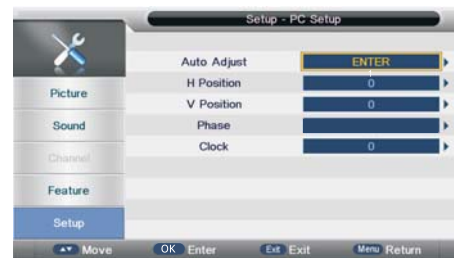 Setup - PC Setup
Auto Adjust ENTER
H Position 0
V Position 0
Phase
Clock 0
Picture
Sound
Channel
Feature
Setup
Move OK Enter Exit Exit Menu Return